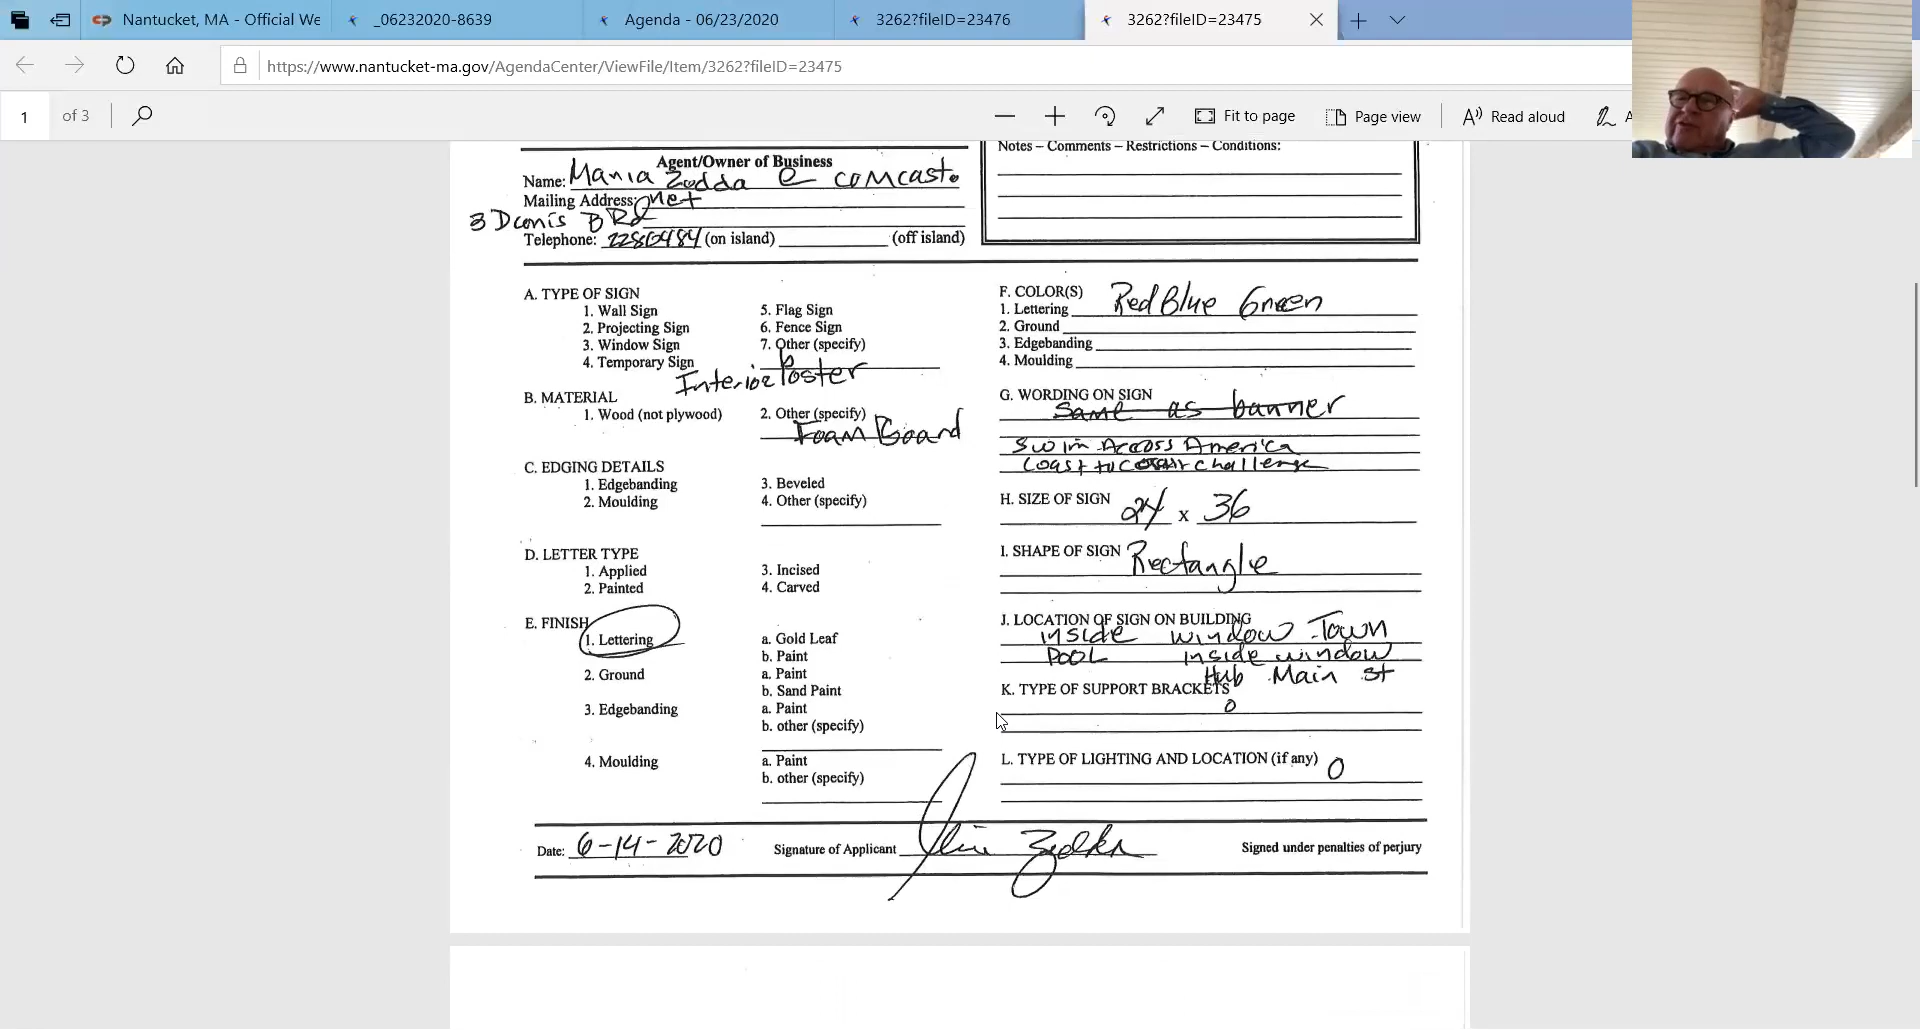 Nantucket, MA - Official We
_06232020-8639
Agenda - 06/23/2020
3262?fileID=23476
3262?fileID=23475
https://www.nantucket-ma.gov/AgendaCenter/ViewFile/Item/3262?fileID=23475
1 of 3
Fit to page
Page view
Read aloud
Agent/Owner of Business
Name: Mania Zodda @ comcast.
Mailing Address: net
3 Dennis B Rd
Telephone: 2280484 (on island) (off island)
Notes – Comments – Restrictions – Conditions:
A. TYPE OF SIGN
1. Wall Sign
2. Projecting Sign
3. Window Sign
4. Temporary Sign
5. Flag Sign
6. Fence Sign
7. Other (specify)
Interior Poster
B. MATERIAL
1. Wood (not plywood)
2. Other (specify)
Foam Board
C. EDGING DETAILS
1. Edgebanding
2. Moulding
3. Beveled
4. Other (specify)
D. LETTER TYPE
1. Applied
2. Painted
3. Incised
4. Carved
E. FINISH
1. Lettering
a. Gold Leaf
b. Paint
2. Ground
a. Paint
b. Sand Paint
3. Edgebanding
a. Paint
b. other (specify)
4. Moulding
a. Paint
b. other (specify)
F. COLOR(S)
1. Lettering Red Blue Green
2. Ground
3. Edgebanding
4. Moulding
G. WORDING ON SIGN
Same as banner
Swim Across America
Coast to Coast Challenge
H. SIZE OF SIGN
24 x 36
I. SHAPE OF SIGN Rectangle
J. LOCATION OF SIGN ON BUILDING
inside window Town
POOL inside window
Hub Main St
K. TYPE OF SUPPORT BRACKETS
0
L. TYPE OF LIGHTING AND LOCATION (if any) 0
Date: 6-14-2020
Signature of Applicant
Signed under penalties of perjury